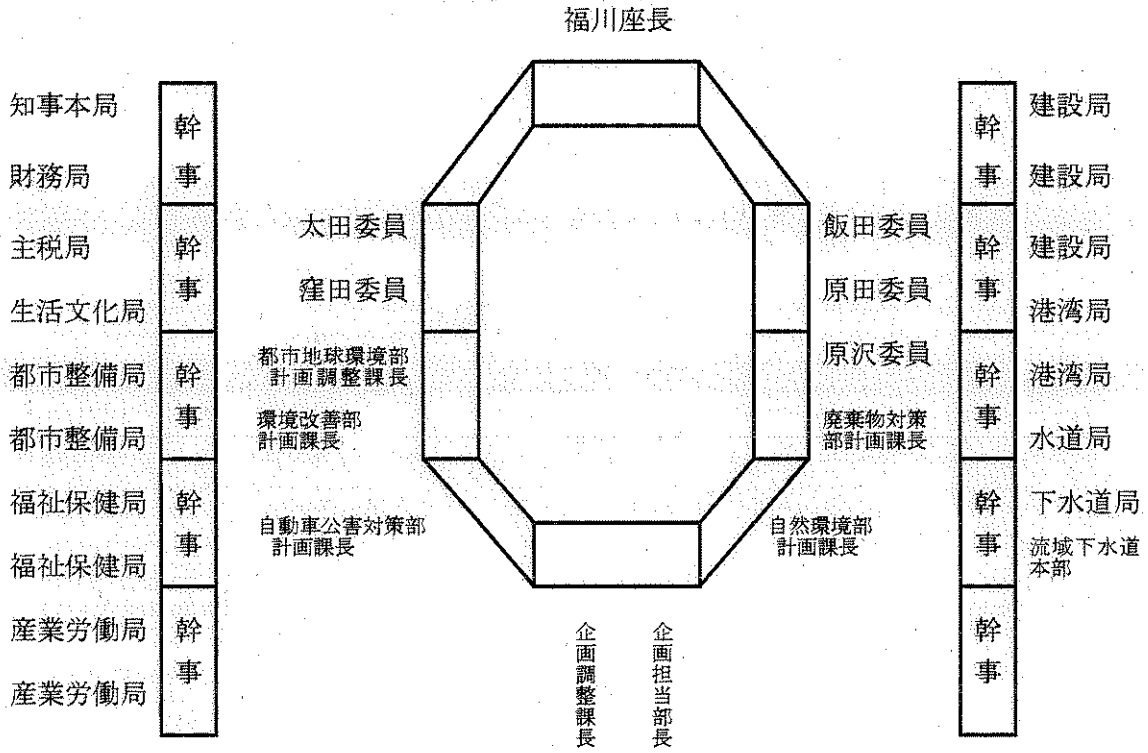 福川座長
知事本局
財務局
主税局
生活文化局
都市整備局
都市整備局
福祉保健局
福祉保健局
産業労働局
産業労働局
幹事
幹事
幹事
幹事
幹事
太田委員
窪田委員
都市地球環境部
計画調整課長
環境改善部
計画課長
自動車公害対策部
計画課長
飯田委員
原田委員
原沢委員
廃棄物対策
部計画課長
自然環境部
計画課長
企画調整課長
企画担当部長
幹事
幹事
幹事
幹事
幹事
建設局
建設局
建設局
港湾局
港湾局
水道局
下水道局
流域下水道
本部